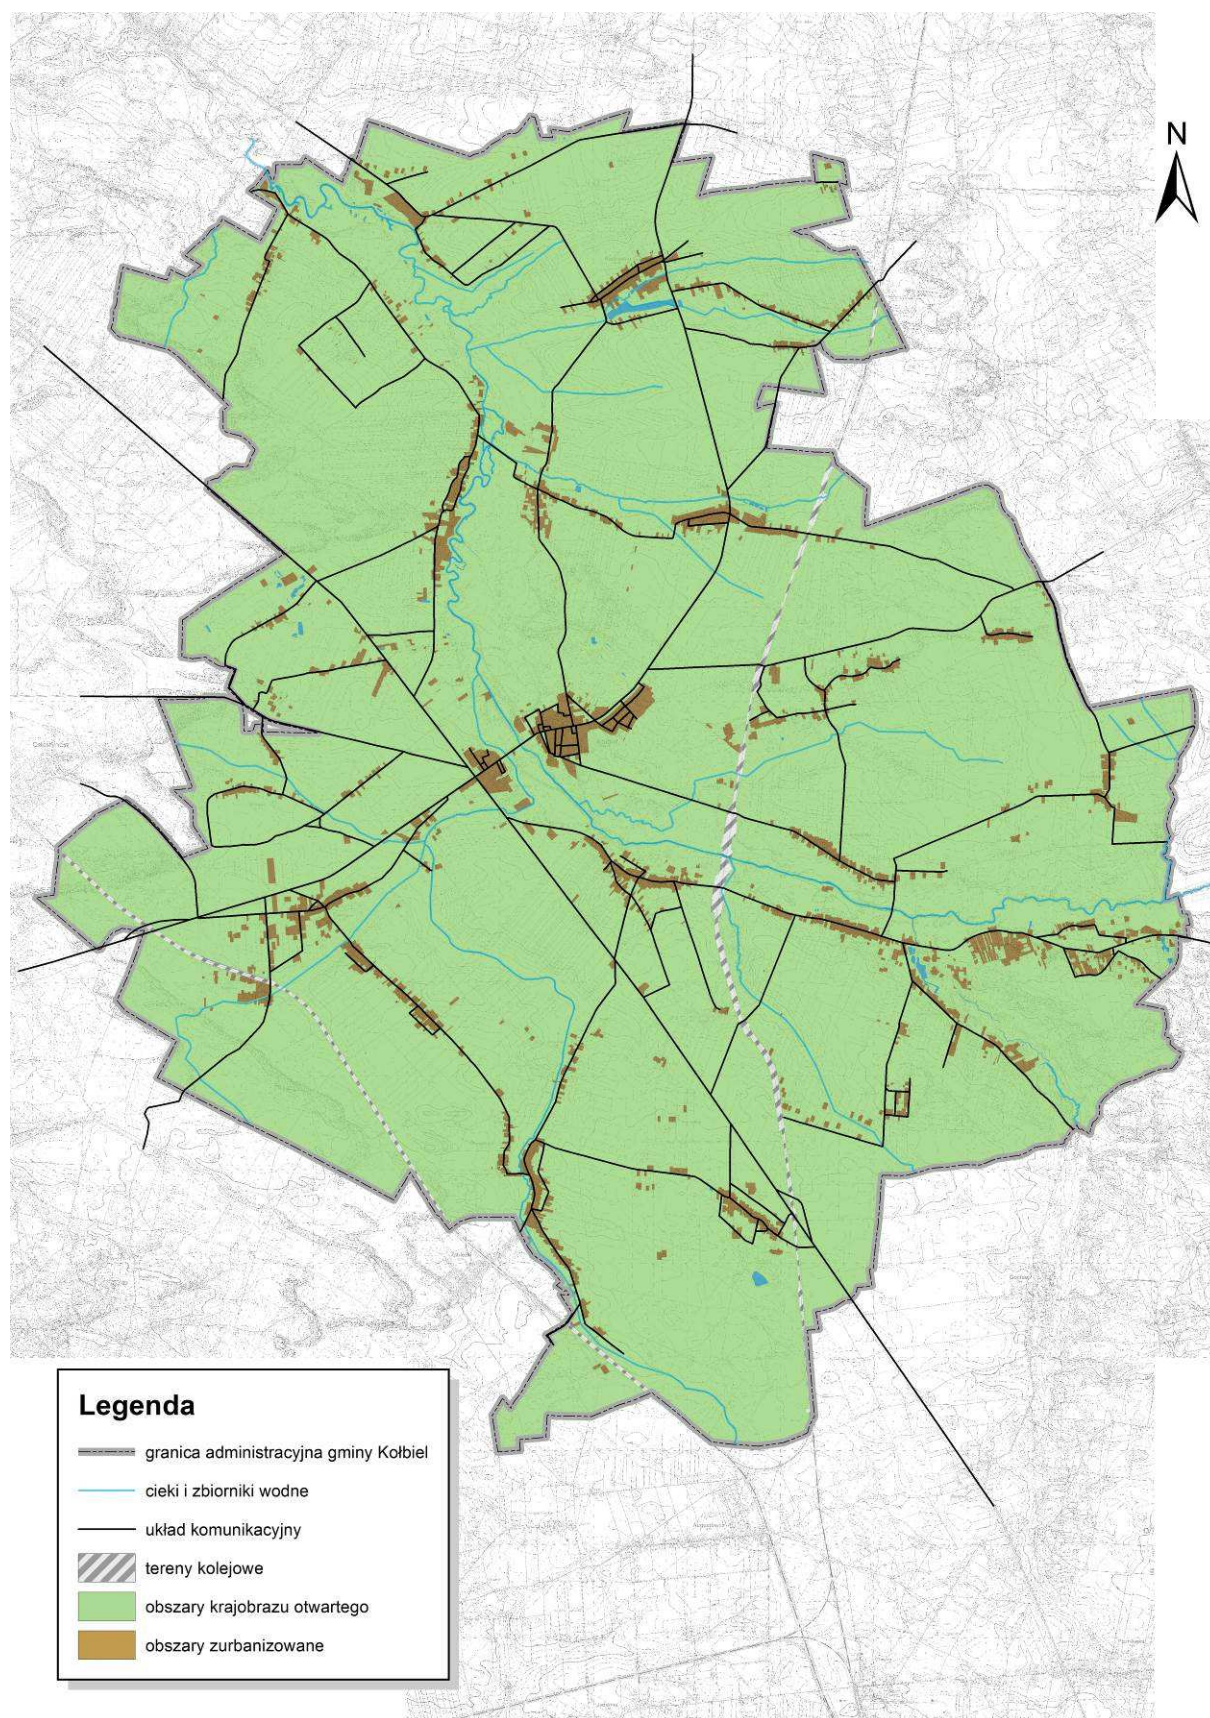 N
Legenda
granica administracyjna gminy Kołbiel
cieki i zbiorniki wodne
układ komunikacyjny
tereny kolejowe
obszary krajobrazu otwartego
obszary zurbanizowane